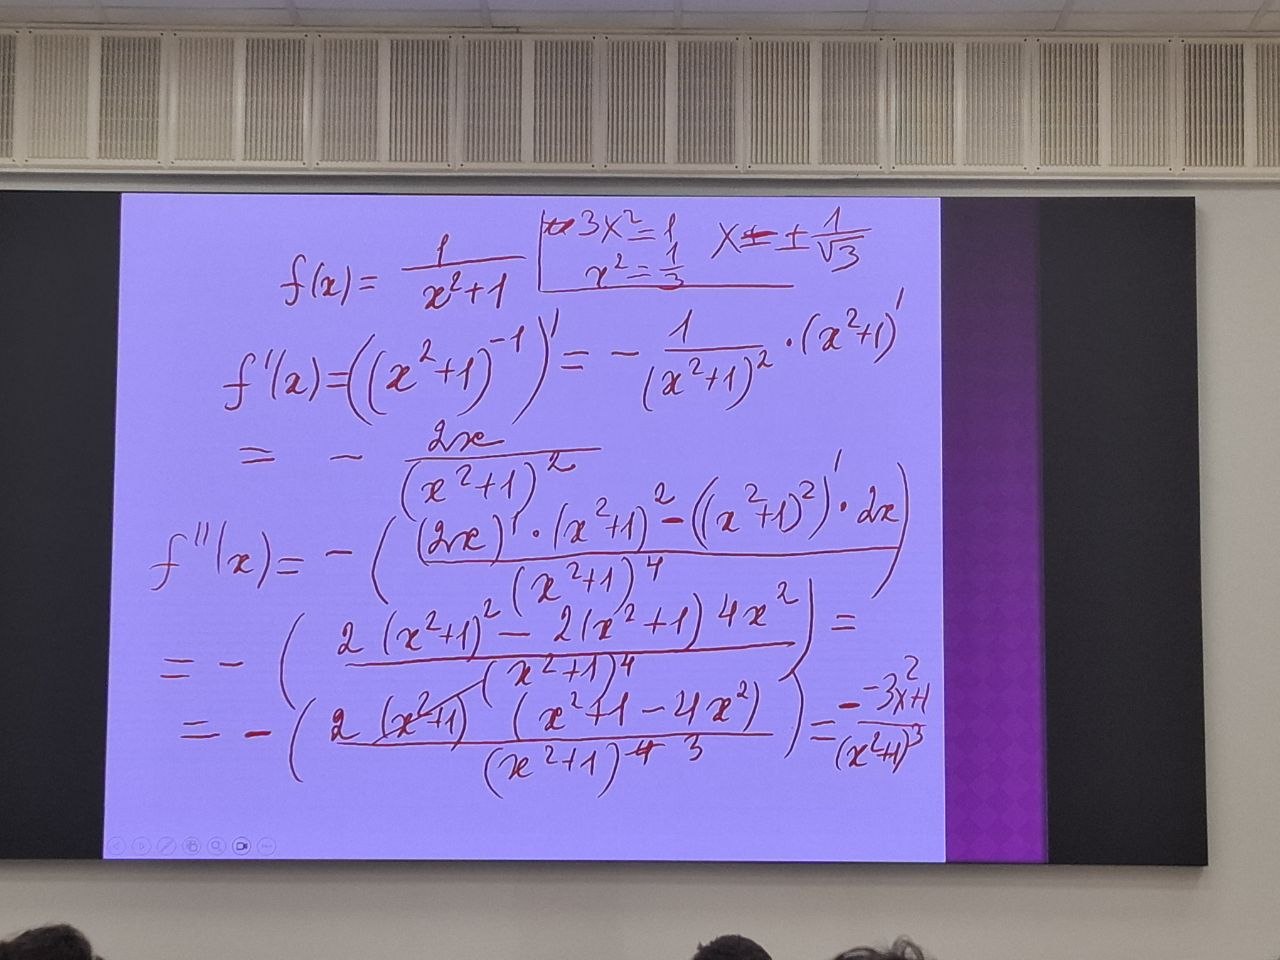 f(x) = 1/(x²+1)
3x² = 1 x = ± 1/√3
x² = 1/3
f'(x) = ((x²+1)⁻¹)' = - 1/(x²+1)² · (x²+1)'
= - 2x/(x²+1)²
f''(x) = - ((2x)' · (x²+1)² - ((x²+1)²)' · 2x)/(x²+1)⁴
= - (2(x²+1)² - 2(x²+1) 4x²)/(x²+1)⁴ =
= - (2 (x²+1) (x²+1-4x²))/(x²+1)⁴ 3 = - -3x²+1/(x²+1)³